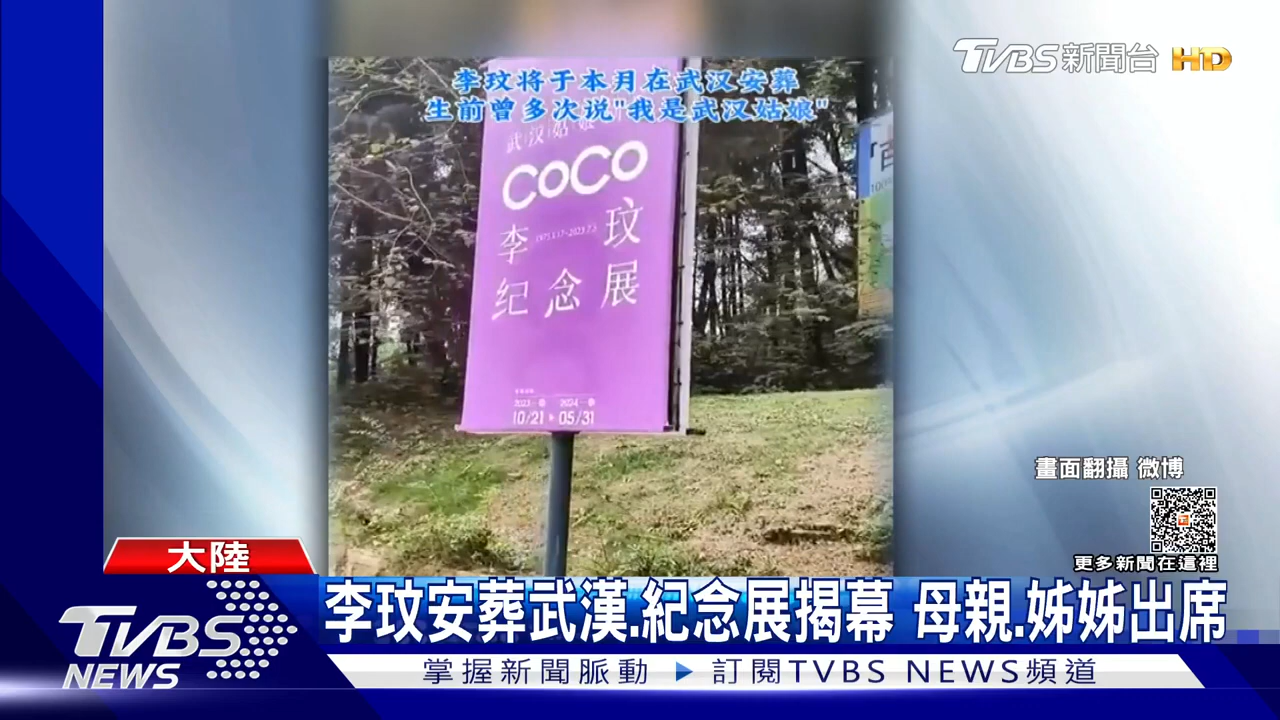 TVBS新聞台 HD
李玟将于本月在武汉安葬
生前曾多次说"我是武汉姑娘"
武汉姑娘
COCO
李 玟
纪念展
2023 2024
10/21 05/31
畫面翻攝 微博
更多新聞在這裡
大陸
李玟安葬武漢.紀念展揭幕 母親.姊姊出席
TVBS NEWS
掌握新聞脈動 ▶ 訂閱TVBS NEWS頻道